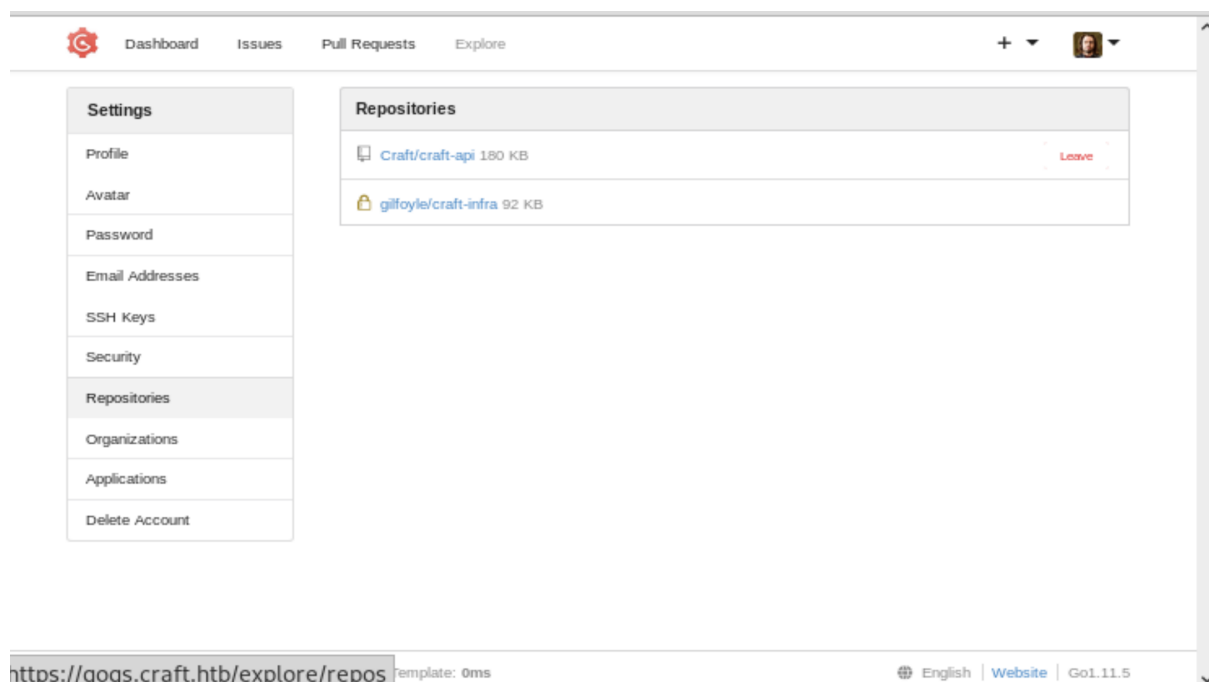 Dashboard Issues Pull Requests Explore
Settings
Profile
Avatar
Password
Email Addresses
SSH Keys
Security
Repositories
Organizations
Applications
Delete Account
Repositories
Craft/craft-api 180 KB Leave
gilfoyle/craft-infra 92 KB
https://gogs.craft.htb/explore/repos Template: 0ms English Website Go1.11.5